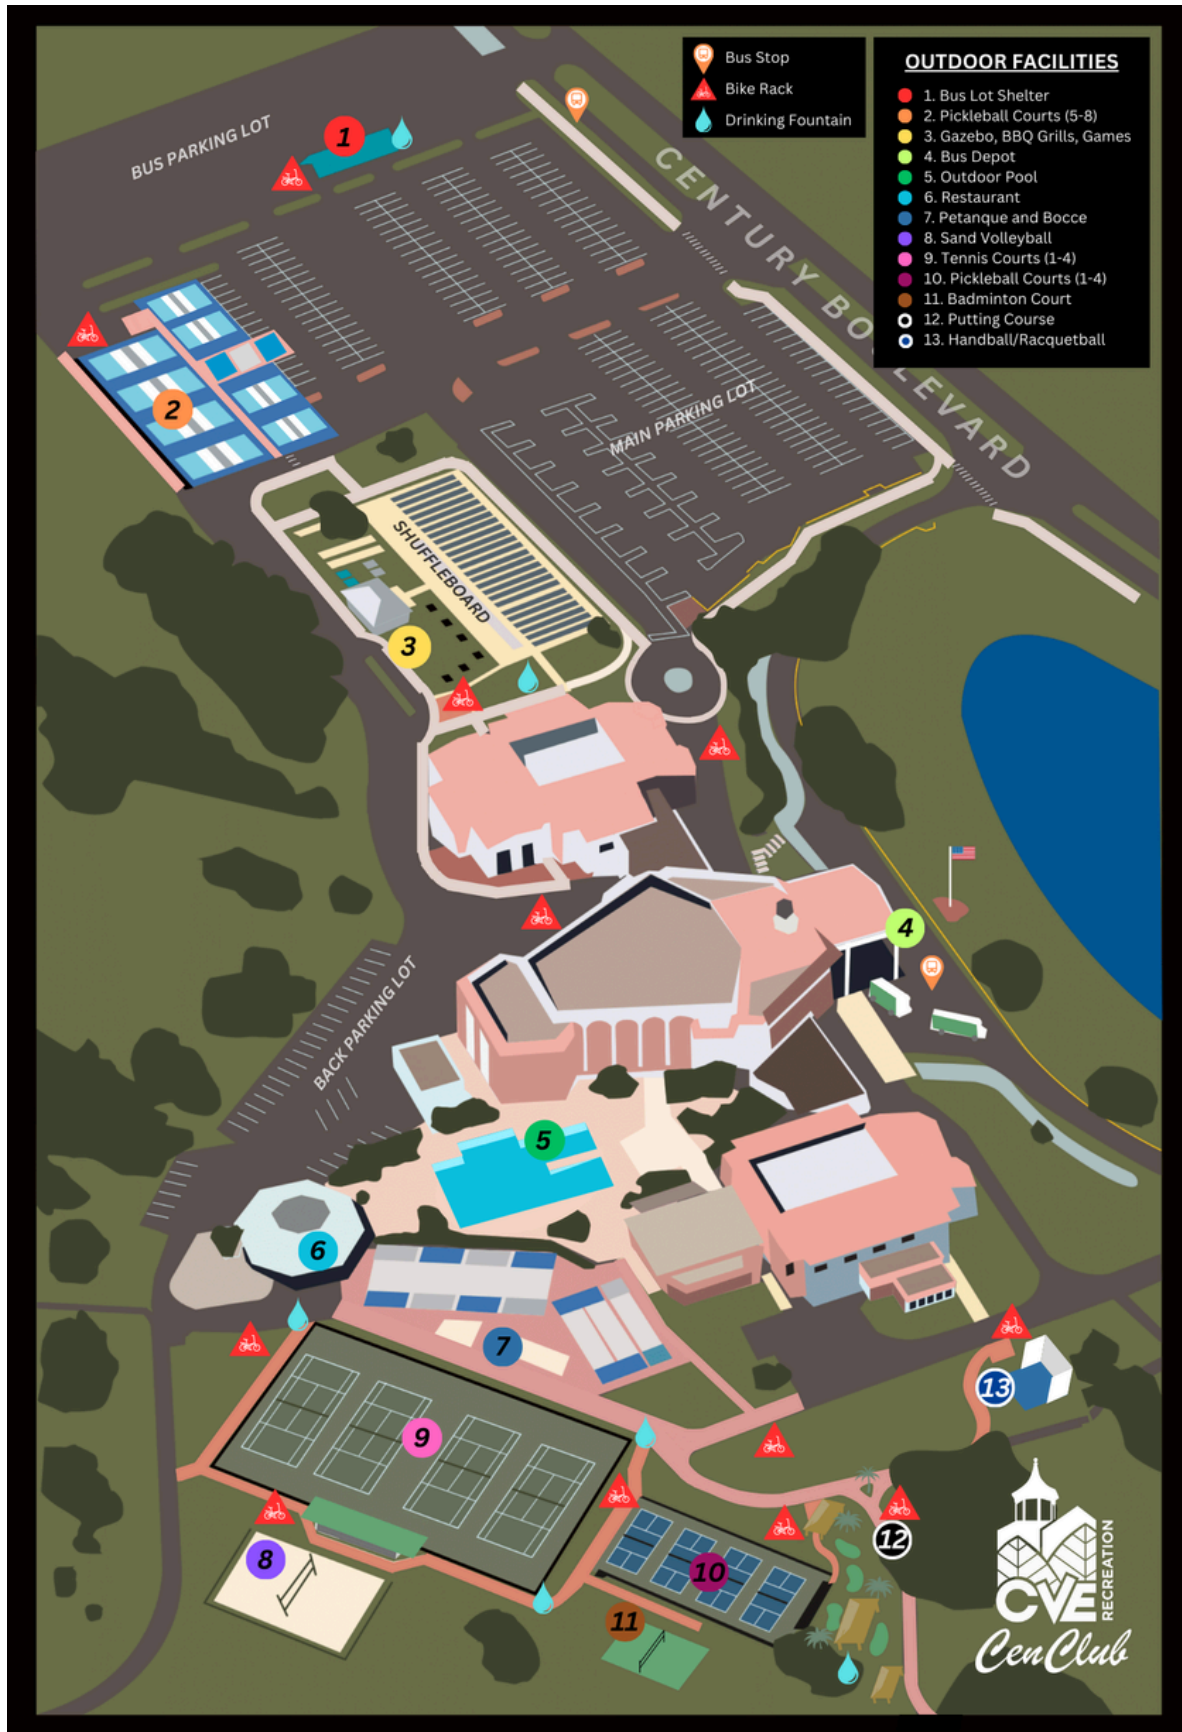 Bus Stop
Bike Rack
Drinking Fountain
OUTDOOR FACILITIES
1. Bus Lot Shelter
2. Pickleball Courts (5-8)
3. Gazebo, BBQ Grills, Games
4. Bus Depot
5. Outdoor Pool
6. Restaurant
7. Petanque and Bocce
8. Sand Volleyball
9. Tennis Courts (1-4)
10. Pickleball Courts (1-4)
11. Badminton Court
12. Putting Course
13. Handball/Racquetball
BUS PARKING LOT
1
CENTURY BO LEVARD
2
MAIN PARKING LOT
SHUFFLEBOARD
3
4
BACK PARKING LOT
5
6
7
13
9
12
8
10
11
CVE
RECREATION
CenClub